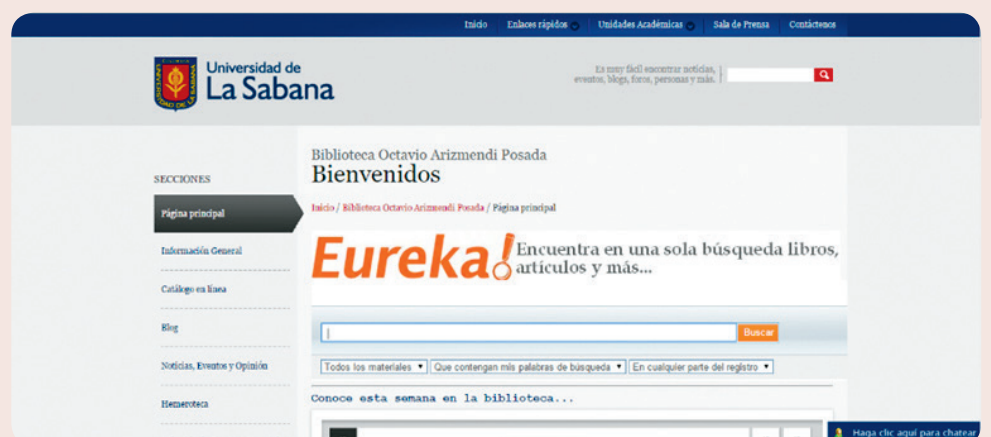 Inicio Enlaces rápidos Unidades Académicas Sala de Prensa Contáctenos
Universidad de
La Sabana
Es muy fácil encontrar noticias,
eventos, blogs, foros, personas y más.
Biblioteca Octavio Arizmendi Posada
Bienvenidos
SECCIONES
Página principal
Información General
Catálogo en línea
Blog
Noticias, Eventos y Opinión
Hemeroteca
Inicio / Biblioteca Octavio Arizmendi Posada / Página principal
Eureka!
Encuentra en una sola búsqueda libros,
artículos y más...
Buscar
Todos los materiales Que contengan mis palabras de búsqueda En cualquier parte del registro
Conoce esta semana en la biblioteca...
Haga clic aquí para chatear